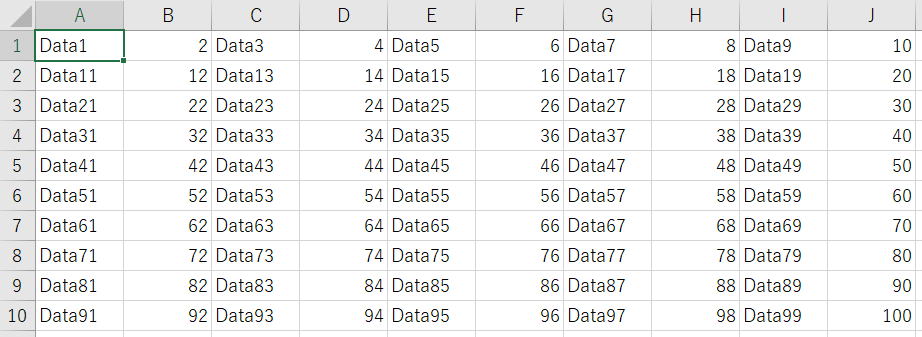 A B C D E F G H I J
1 Data1 2 Data3 4 Data5 6 Data7 8 Data9 10
2 Data11 12 Data13 14 Data15 16 Data17 18 Data19 20
3 Data21 22 Data23 24 Data25 26 Data27 28 Data29 30
4 Data31 32 Data33 34 Data35 36 Data37 38 Data39 40
5 Data41 42 Data43 44 Data45 46 Data47 48 Data49 50
6 Data51 52 Data53 54 Data55 56 Data57 58 Data59 60
7 Data61 62 Data63 64 Data65 66 Data67 68 Data69 70
8 Data71 72 Data73 74 Data75 76 Data77 78 Data79 80
9 Data81 82 Data83 84 Data85 86 Data87 88 Data89 90
10 Data91 92 Data93 94 Data95 96 Data97 98 Data99 100